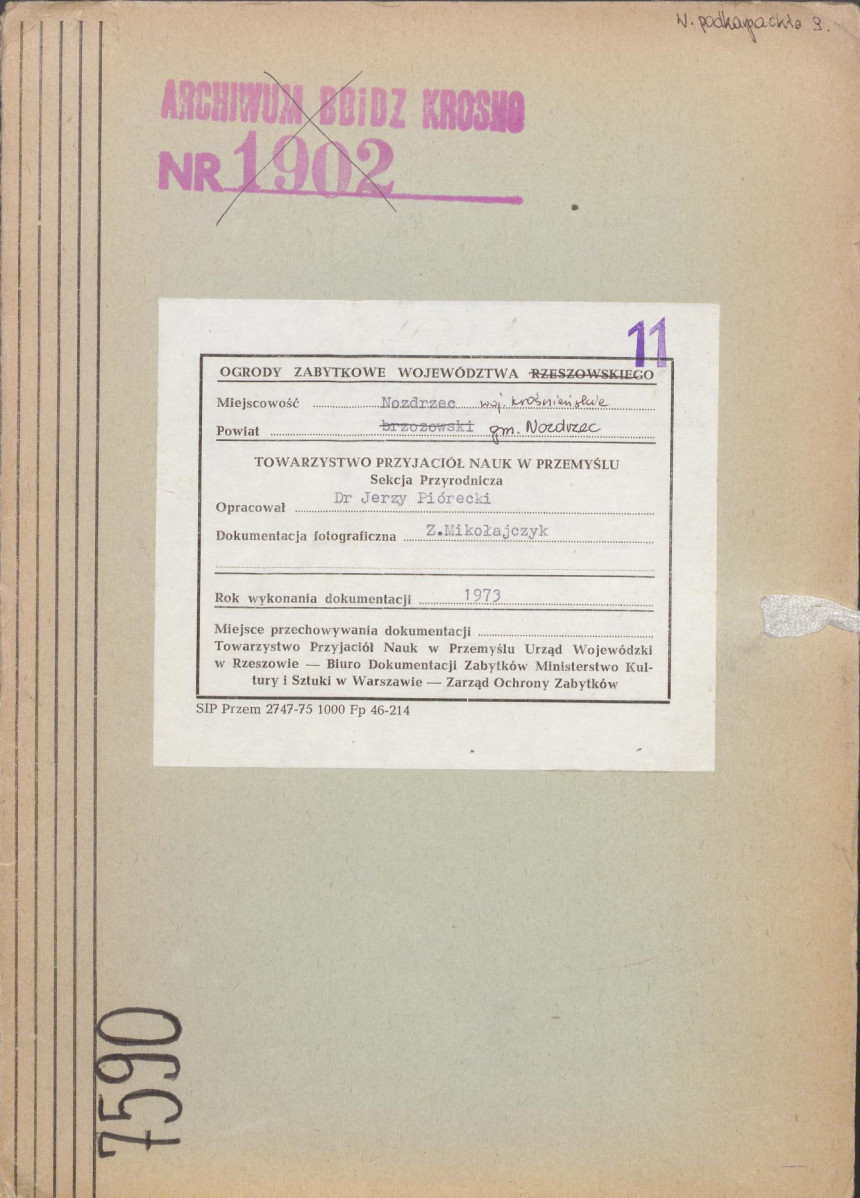 W. podkarpackie 9.
ARCHIWUM BBiDZ KROSNO
NR 1902
11
OGRODY ZABYTKOWE WOJEWÓDZTWA RZESZOWSKIEGO
Miejscowość Nozdrzec woj. krośnieńskie
Powiat brzozowski gm. Nozdrzec
TOWARZYSTWO PRZYJACIÓŁ NAUK W PRZEMYŚLU
Sekcja Przyrodnicza
Opracował Dr Jerzy Piórecki
Dokumentacja fotograficzna Z.Mikołajczyk
Rok wykonania dokumentacji 1973
Miejsce przechowywania dokumentacji
Towarzystwo Przyjaciół Nauk w Przemyślu Urząd Wojewódzki
w Rzeszowie — Biuro Dokumentacji Zabytków Ministerstwo Kul-
tury i Sztuki w Warszawie — Zarząd Ochrony Zabytków
SIP Przem 2747-75 1000 Fp 46-214
7590